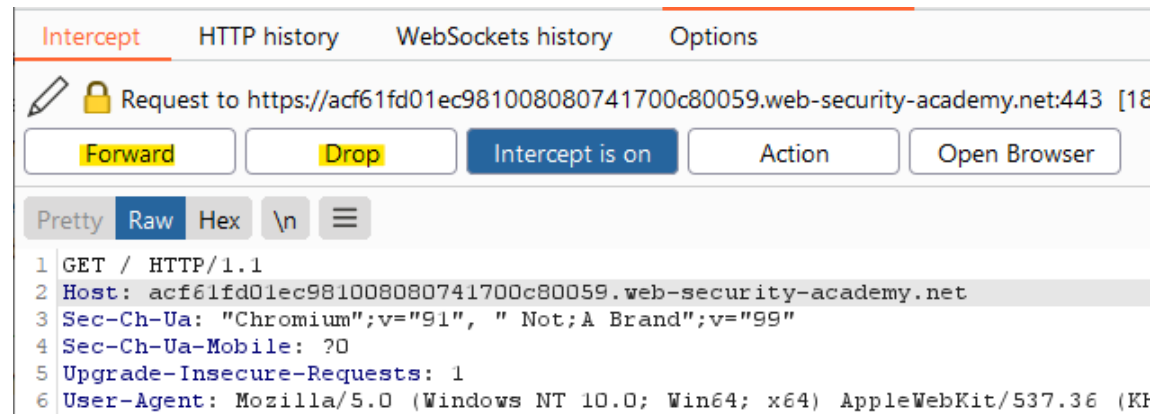 Intercept HTTP history WebSockets history Options
Request to https://acf61fd01ec981008080741700c80059.web-security-academy.net:443 [18
Forward Drop Intercept is on Action Open Browser
Pretty Raw Hex \n
1 GET / HTTP/1.1
2 Host: acf61fd01ec981008080741700c80059.web-security-academy.net
3 Sec-Ch-Ua: "Chromium";v="91", " Not;A Brand";v="99"
4 Sec-Ch-Ua-Mobile: ?0
5 Upgrade-Insecure-Requests: 1
6 User-Agent: Mozilla/5.0 (Windows NT 10.0; Win64; x64) AppleWebKit/537.36 (KH